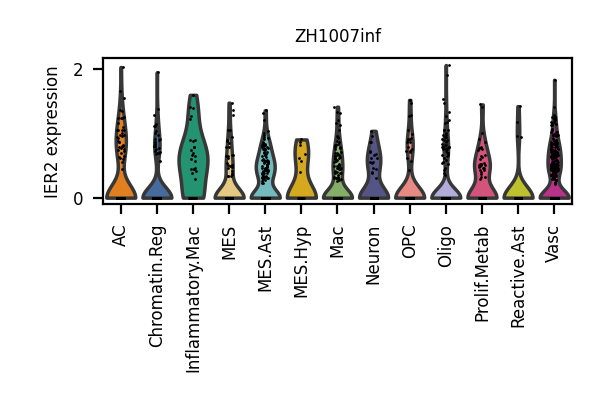 ZH1007inf
IER2 expression
2
0
AC
Chromatin.Reg
Inflammatory.Mac
MES
MES.Ast
MES.Hyp
Mac
Neuron
OPC
Oligo
Prolif.Metab
Reactive.Ast
Vasc